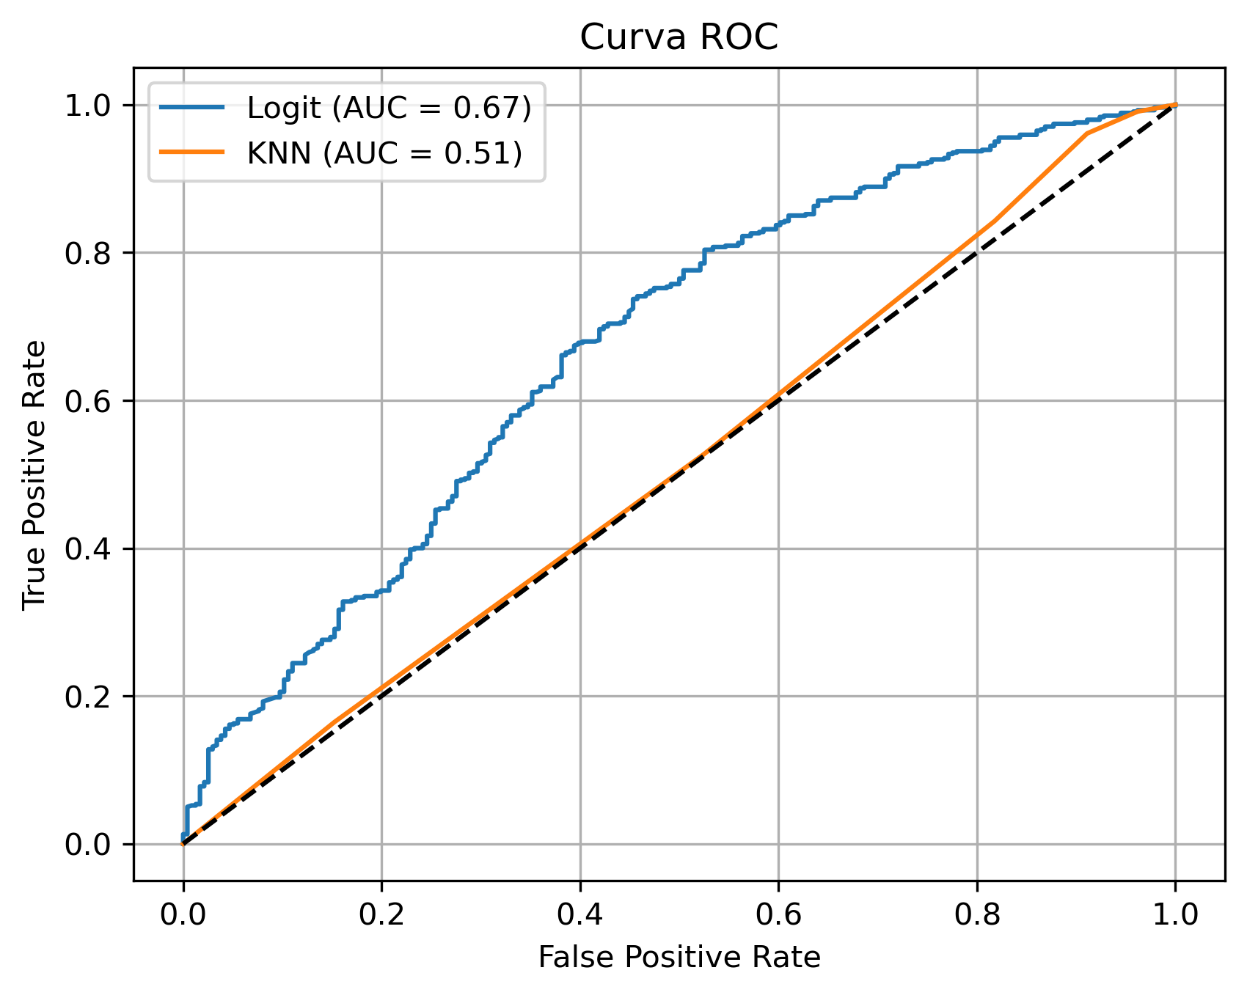 Curva ROC
Logit (AUC = 0.67)
KNN (AUC = 0.51)
1.0
0.8
0.6
0.4
0.2
0.0
True Positive Rate
0.0 0.2 0.4 0.6 0.8 1.0
False Positive Rate